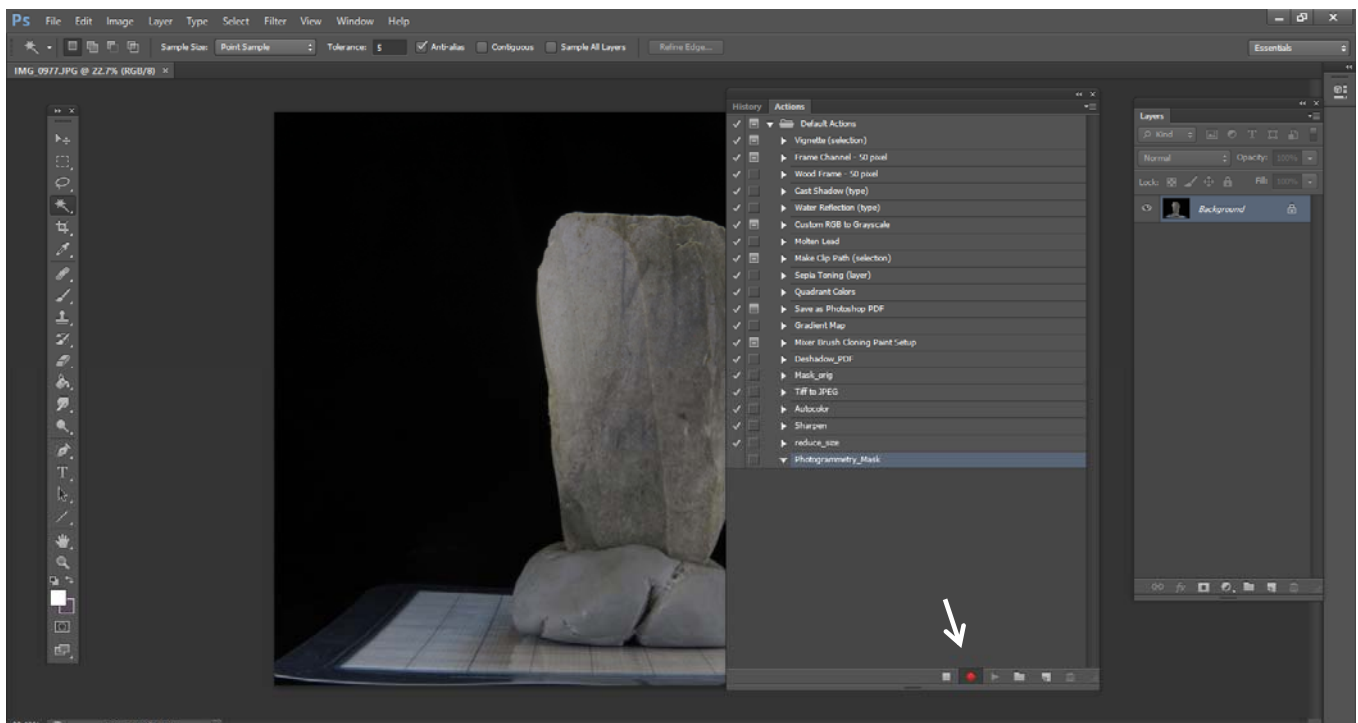 Ps File Edit Image Layer Type Select Filter View Window Help
Sample Size: Point Sample Tolerance: 5 Anti-alias Contiguous Sample All Layers Refine Edge... Essentials
IMG_0977.JPG @ 22.7% (RGB/8) ×
History Actions
Default Actions
Vignette (selection)
Frame Channel - 50 pixel
Wood Frame - 50 pixel
Cast Shadow (type)
Water Reflection (type)
Custom RGB to Grayscale
Molten Lead
Make Clip Path (selection)
Sepia Toning (layer)
Quadrant Colors
Save as Photoshop PDF
Gradient Map
Mixer Brush Cloning Paint Setup
Deshadow_PDF
Mask_orig
Tiff to JPEG
Autocolor
Sharpen
reduce_size
Photogrammetry_Mask
Layers
Kind
Normal Opacity: 100%
Lock: Fill: 100%
Background